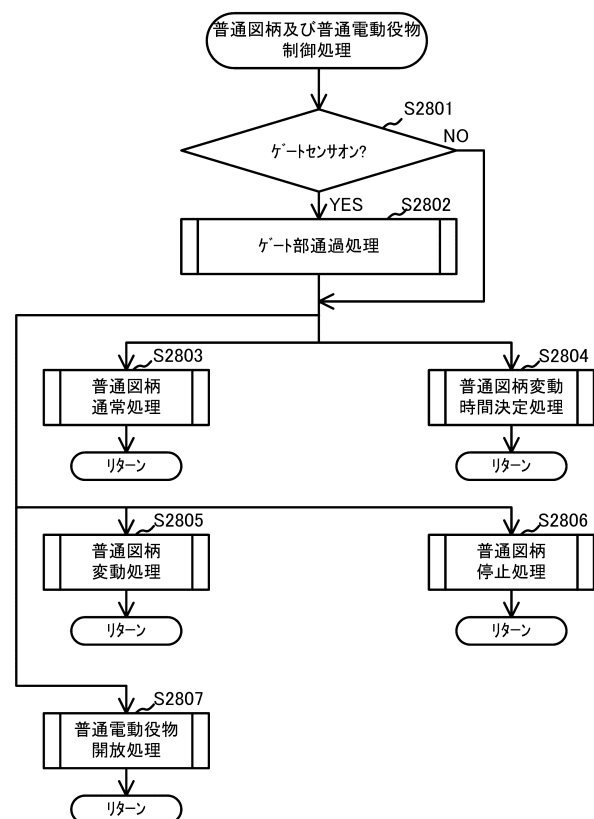 普通図柄及び普通電動役物
制御処理
S2801
ゲートセンサオン?
NO
YES
S2802
ゲート部通過処理
S2803
普通図柄
通常処理
リターン
S2804
普通図柄変動
時間決定処理
リターン
S2805
普通図柄
変動処理
リターン
S2806
普通図柄
停止処理
リターン
S2807
普通電動役物
開放処理
リターン